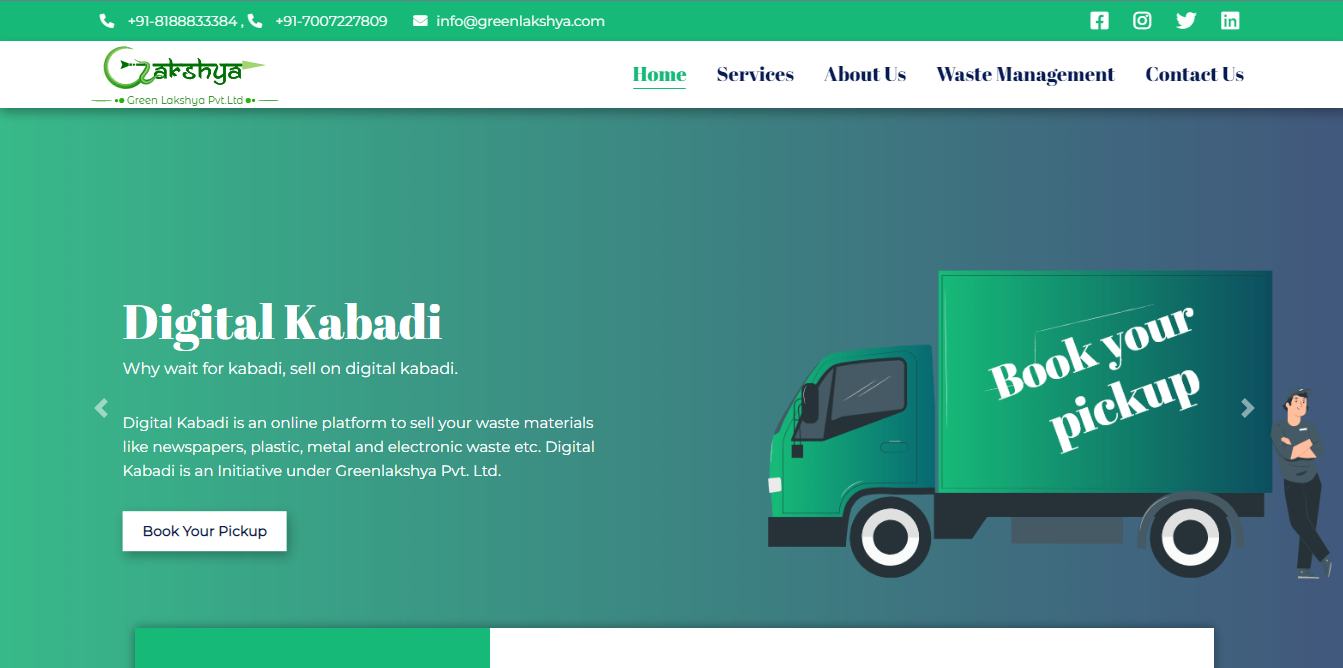 +91-8188833384 , +91-7007227809 info@greenlakshya.com
Lakshya
Green Lakshya Pvt.Ltd
Home Services About Us Waste Management Contact Us
Digital Kabadi
Why wait for kabadi, sell on digital kabadi.
Digital Kabadi is an online platform to sell your waste materials
like newspapers, plastic, metal and electronic waste etc. Digital
Kabadi is an Initiative under Greenlakshya Pvt. Ltd.
Book Your Pickup
Book your
pickup